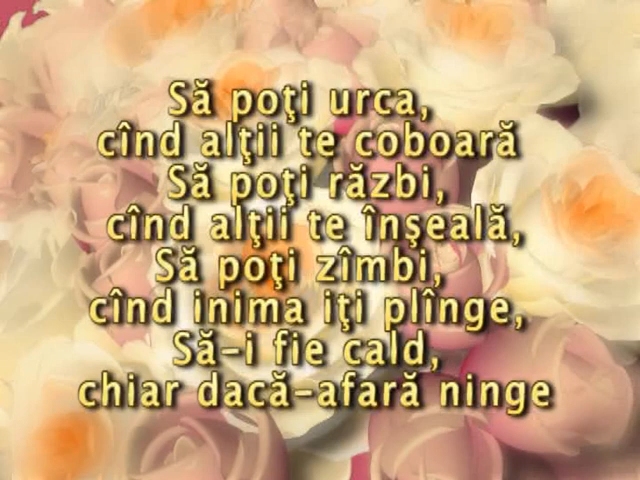 Să poţi urca,
cînd alţii te coboară
Să poţi răzbi,
cînd alţii te înşeală,
Să poţi zîmbi,
cînd inima iţi plînge,
Să-i fie cald,
chiar dacă-afară ninge